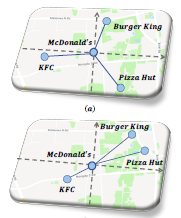 Burger King
McDonald's
KFC
Pizza Hut
(a)
Burger King
McDonald's
Pizza Hut
KFC